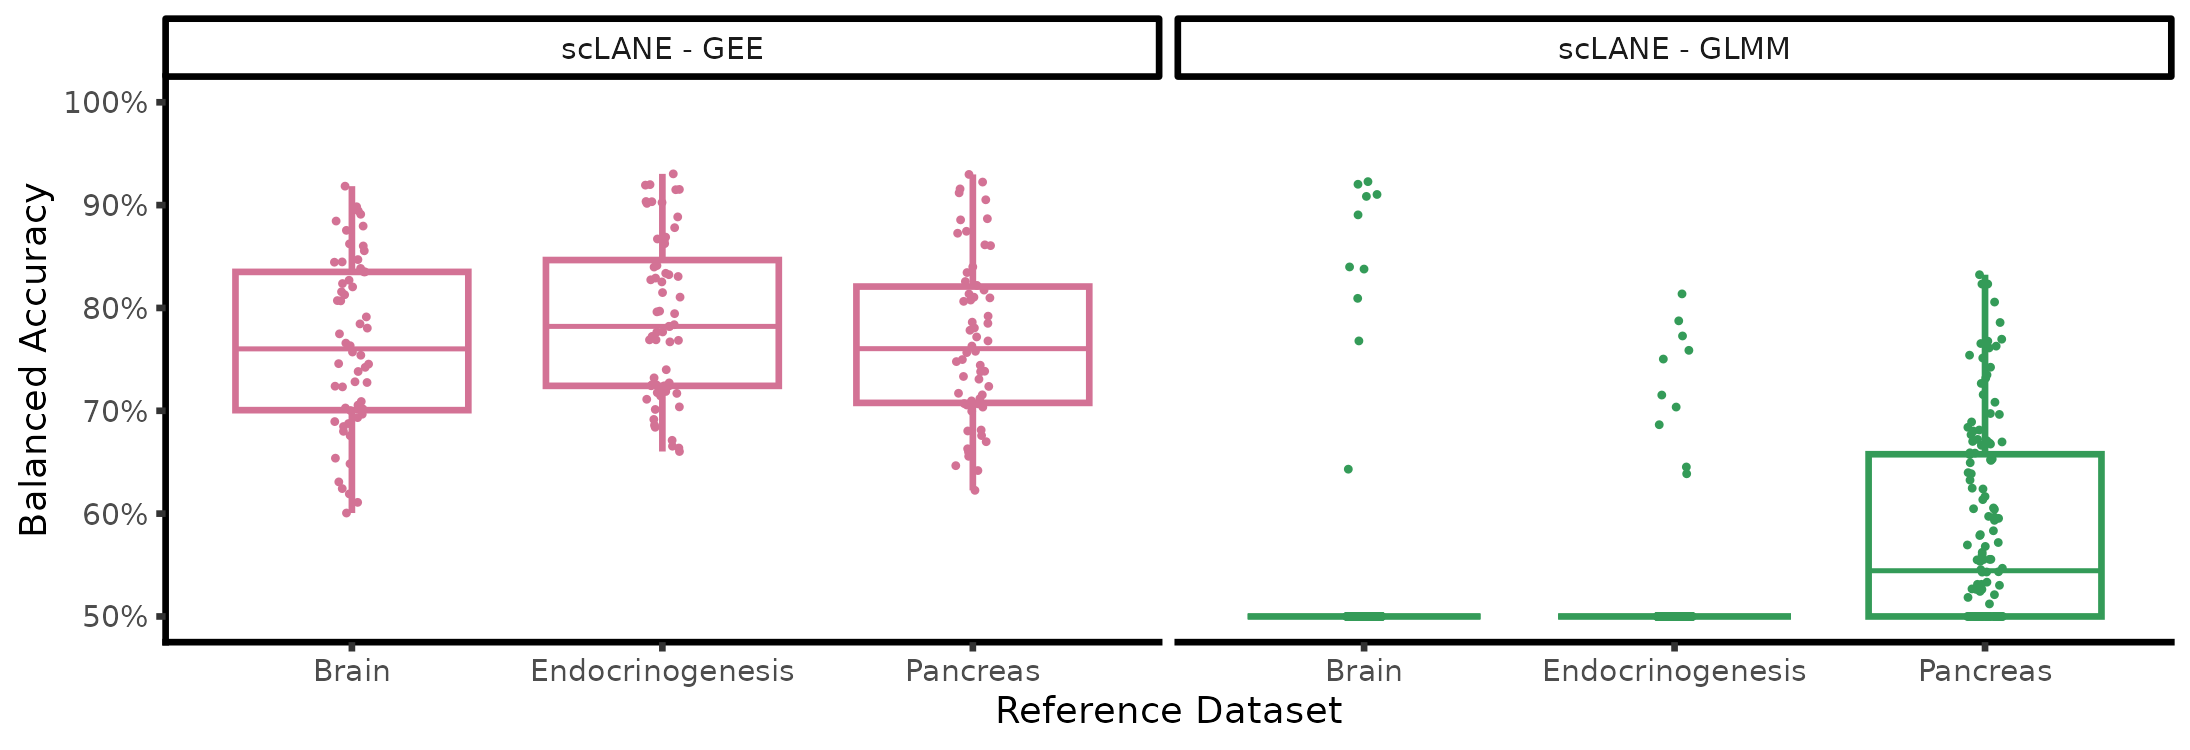 scLANE - GEE
scLANE - GLMM
Balanced Accuracy
100%
90%
80%
70%
60%
50%
Brain
Endocrinogenesis
Pancreas
Brain
Endocrinogenesis
Pancreas
Reference Dataset